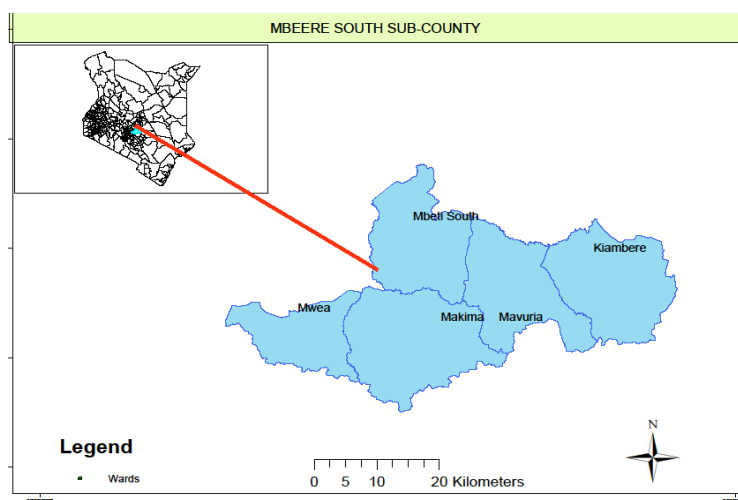 MBEERE SOUTH SUB-COUNTY
Mbeti South
Kiambere
Mwea
Makima
Mavuria
Legend
Wards
N
0 5 10 20 Kilometers